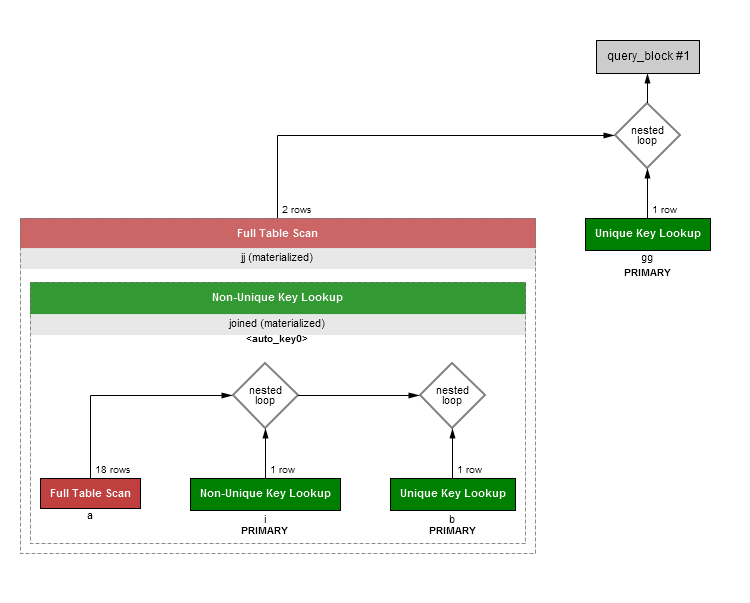 query_block #1
nested
loop
2 rows
1 row
Full Table Scan
Unique Key Lookup
jj (materialized)
gg
PRIMARY
Non-Unique Key Lookup
joined (materialized)
<auto_key0>
nested
loop
nested
loop
18 rows
1 row
1 row
Full Table Scan
Non-Unique Key Lookup
Unique Key Lookup
a
i
b
PRIMARY
PRIMARY